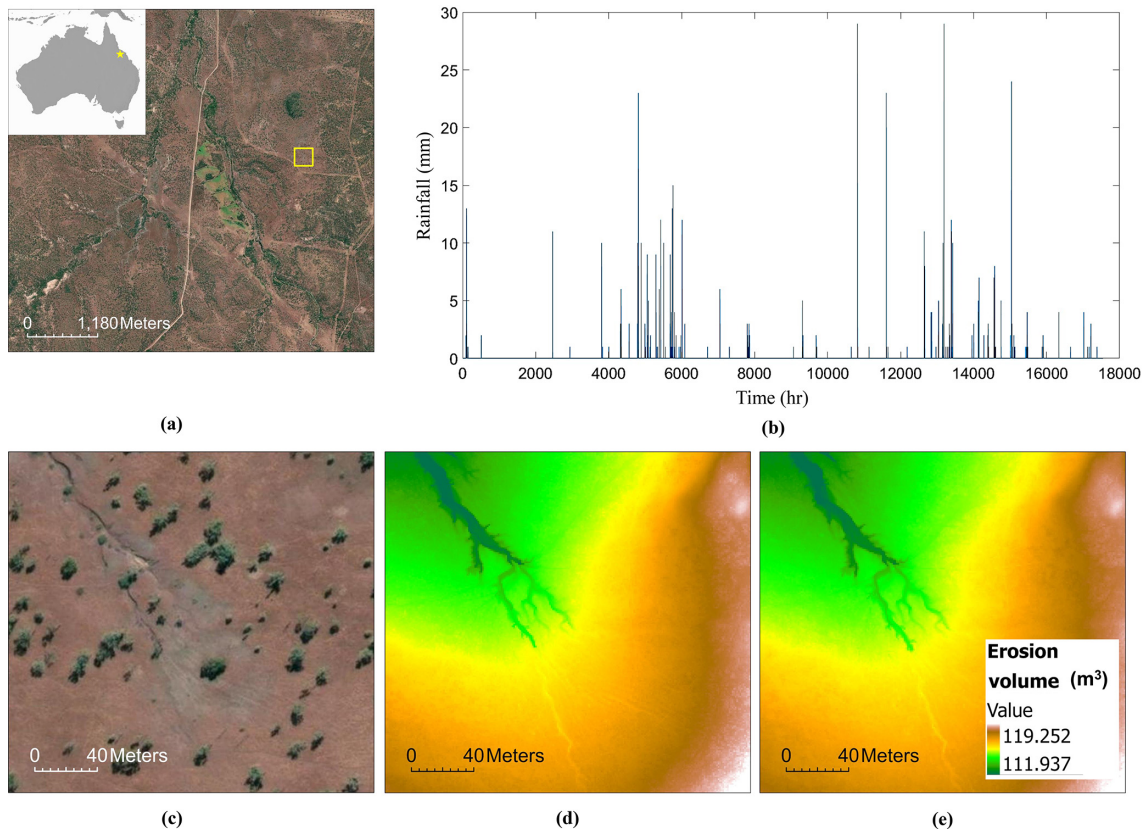 0 1,180 Meters
(a)
Rainfall (mm)
30
25
20
15
10
5
0
0 2000 4000 6000 8000 10000 12000 14000 16000 18000
Time (hr)
(b)
0 40 Meters
(c)
0 40 Meters
(d)
0 40 Meters
Erosion
volume (m³)
Value
119.252
111.937
(e)